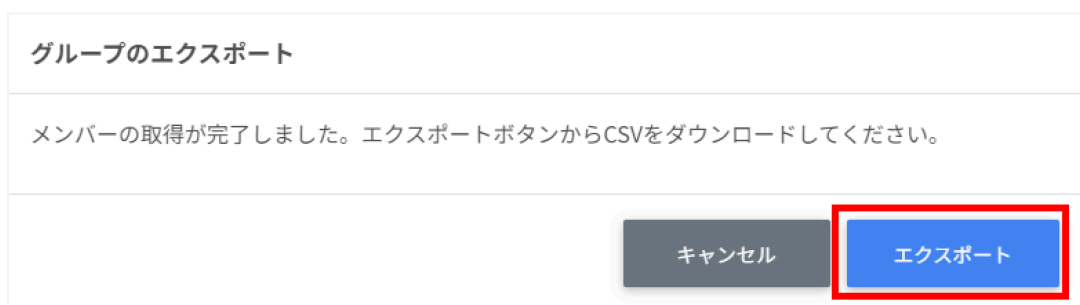 グループのエクスポート
メンバーの取得が完了しました。エクスポートボタンからCSVをダウンロードしてください。
キャンセル
エクスポート